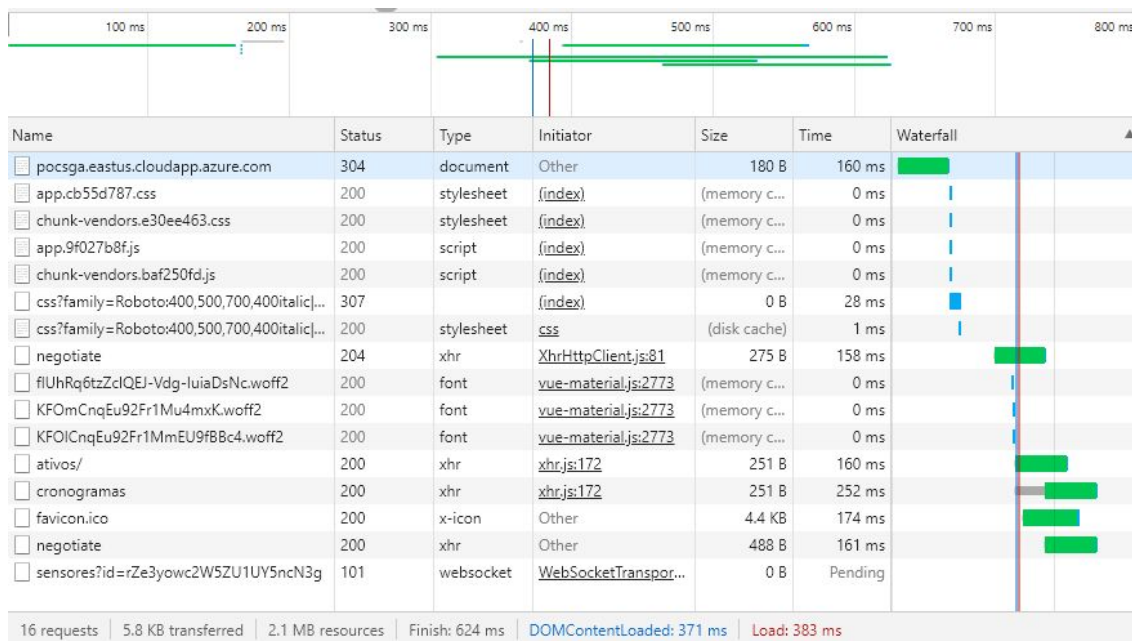 100 ms 200 ms 300 ms 400 ms 500 ms 600 ms 700 ms 800 ms
Name Status Type Initiator Size Time Waterfall
pocsga.eastus.cloudapp.azure.com 304 document Other 180 B 160 ms
app.cb55d787.css 200 stylesheet (index) (memory c... 0 ms
chunk-vendors.e30ee463.css 200 stylesheet (index) (memory c... 0 ms
app.9f027b8f.js 200 script (index) (memory c... 0 ms
chunk-vendors.baf250fd.js 200 script (index) (memory c... 0 ms
css?family=Roboto:400,500,700,400italic|... 307 (index) 0 B 28 ms
css?family=Roboto:400,500,700,400italic|... 200 stylesheet css (disk cache) 1 ms
negotiate 204 xhr XhrHttpClient.js:81 275 B 158 ms
flUhRq6tzZclQEJ-Vdg-IuiaDsNc.woff2 200 font vue-material.js:2773 (memory c... 0 ms
KFOmCnqEu92Fr1Mu4mxK.woff2 200 font vue-material.js:2773 (memory c... 0 ms
KFOlCnqEu92Fr1MmEU9fBBc4.woff2 200 font vue-material.js:2773 (memory c... 0 ms
ativos/ 200 xhr xhr.js:172 251 B 160 ms
cronogramas 200 xhr xhr.js:172 251 B 252 ms
favicon.ico 200 x-icon Other 4.4 KB 174 ms
negotiate 200 xhr Other 488 B 161 ms
sensores?id=rZe3yowc2W5ZU1UY5ncN3g 101 websocket WebSocketTranspor... 0 B Pending
16 requests 5.8 KB transferred 2.1 MB resources Finish: 624 ms DOMContentLoaded: 371 ms Load: 383 ms